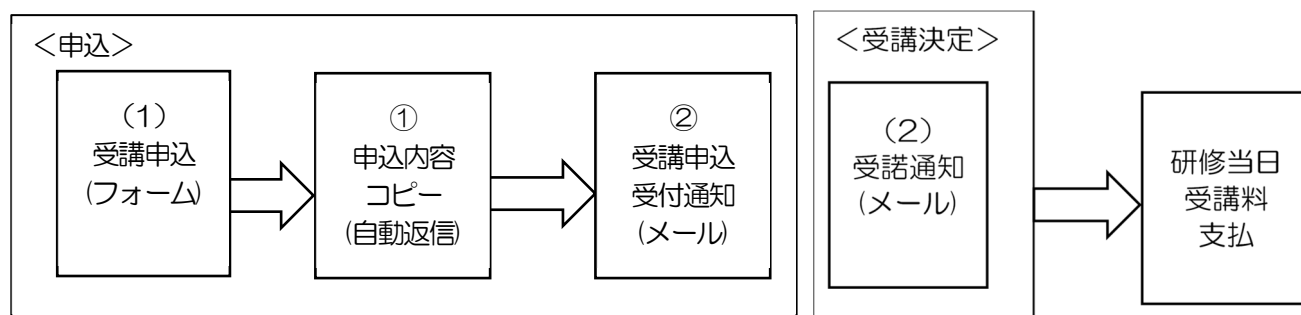 ＜申込＞
（1）
受講申込
(フォーム)
①
申込内容
コピー
(自動返信)
②
受講申込
受付通知
(メール)
＜受講決定＞
（2）
受諾通知
(メール)
研修当日
受講料
支払